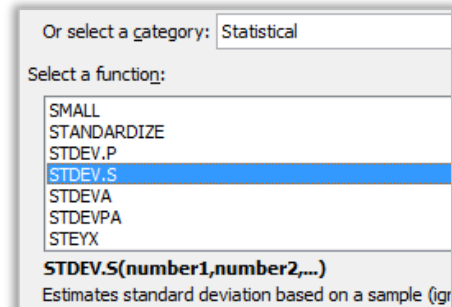 Or select a category: Statistical
Select a function:
SMALL
STANDARDIZE
STDEV.P
STDEV.S
STDEVA
STDEVPA
STEYX
STDEV.S(number1,number2,...)
Estimates standard deviation based on a sample (igr